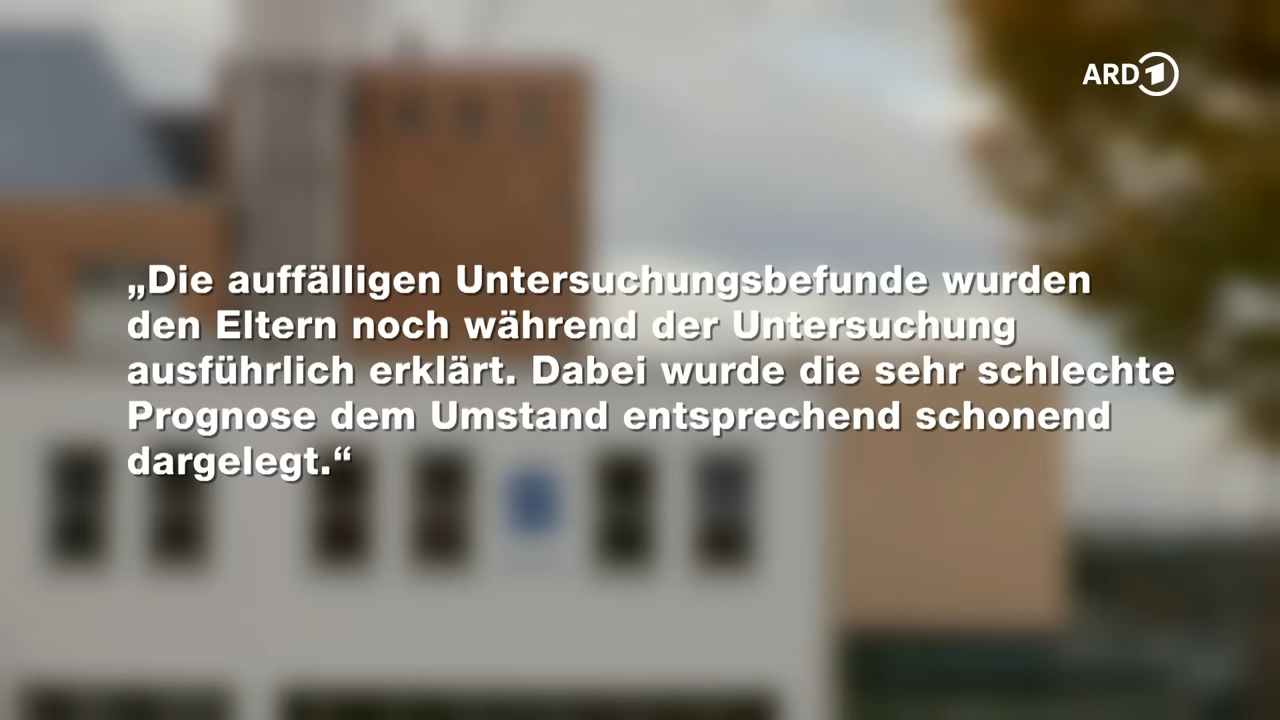 ARD 1
„Die auffälligen Untersuchungsbefunde wurden
den Eltern noch während der Untersuchung
ausführlich erklärt. Dabei wurde die sehr schlechte
Prognose dem Umstand entsprechend schonend
dargelegt.“